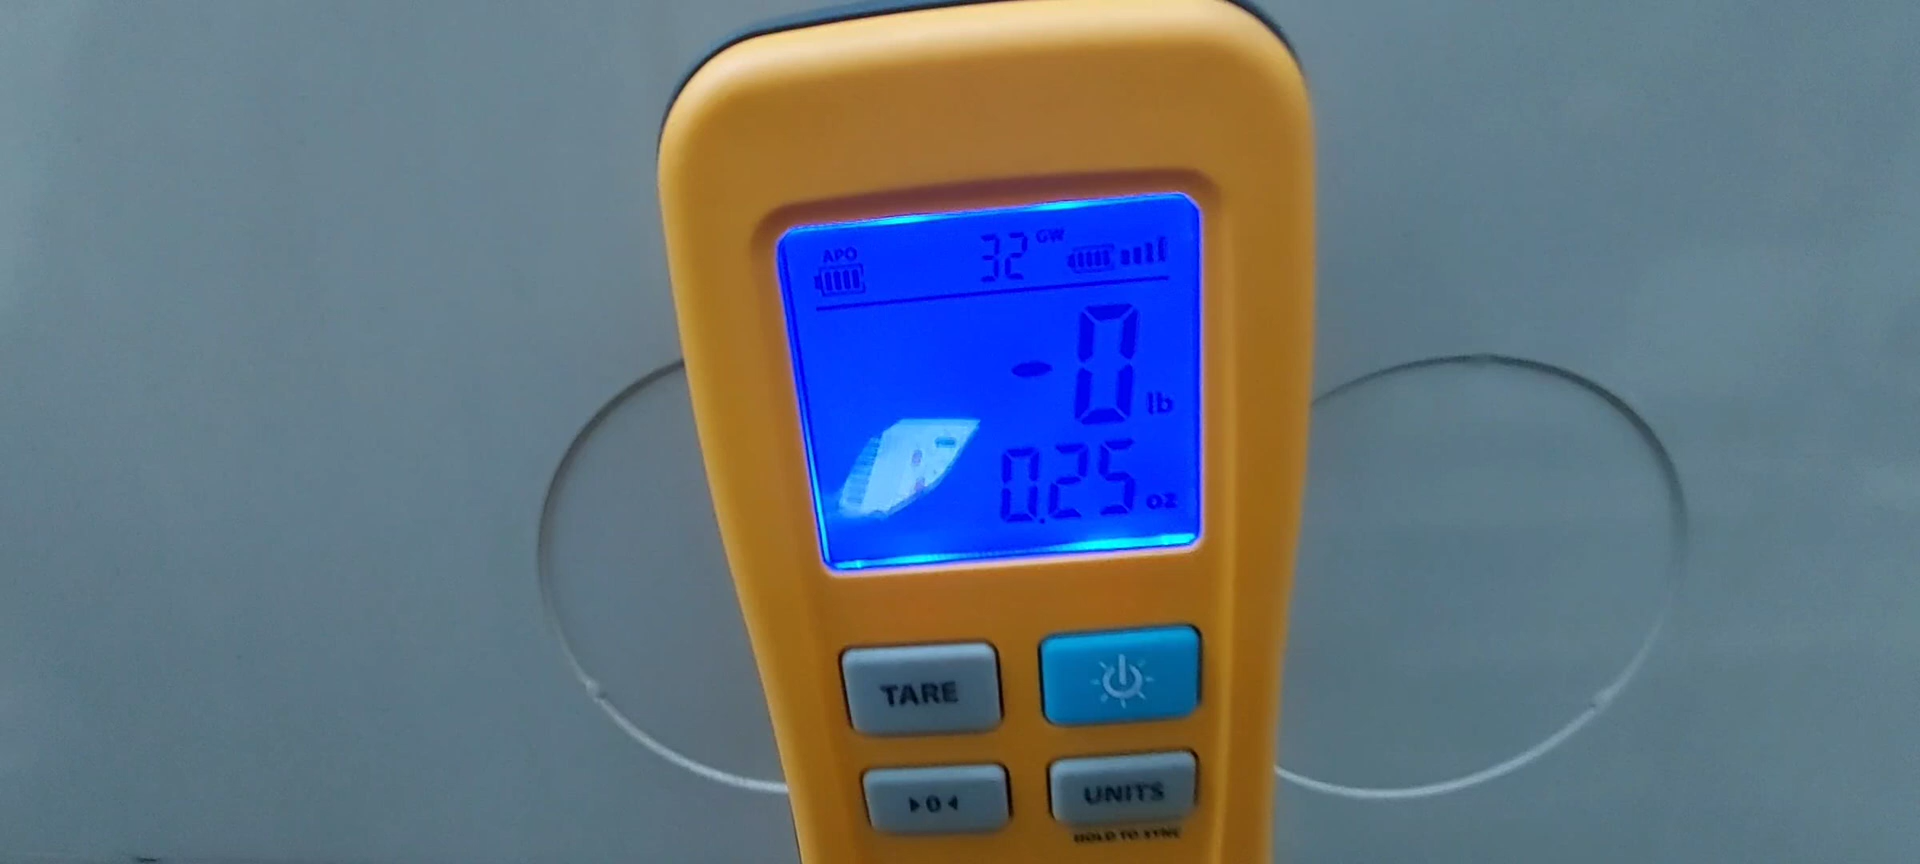 APO
32 GW
-0 lb
0.25 oz
TARE
0 UNITS
HOLD TO SYNC